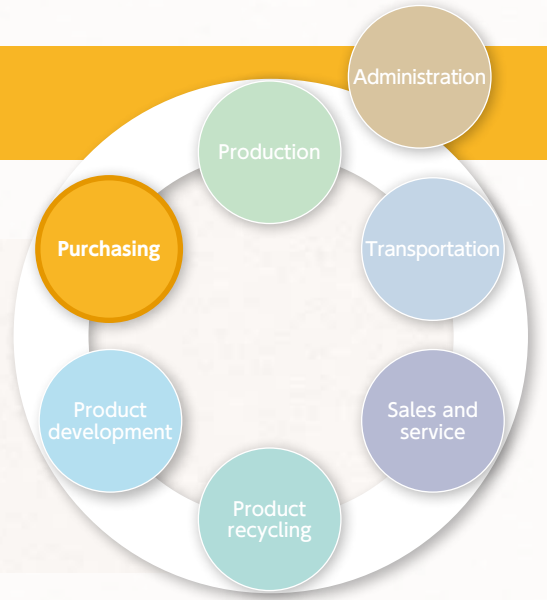 Administration
Production
Purchasing
Transportation
Product
development
Sales and
service
Product
recycling